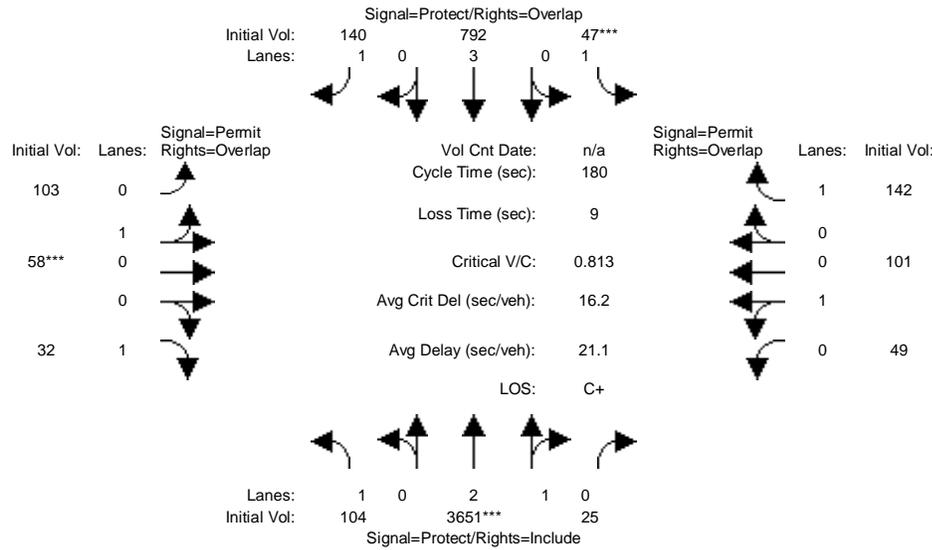 Signal=Protect/Rights=Overlap
Initial Vol: 140 792 47***
Lanes: 1 0 3 0 1
Signal=Permit Signal=Permit
Initial Vol: Lanes: Rights=Overlap Vol Cnt Date: n/a Rights=Overlap Lanes: Initial Vol:
Cycle Time (sec): 180
103 0 1 142
Loss Time (sec): 9
1 0
58*** 0 Critical V/C: 0.813 0 101
0 Avg Crit Del (sec/veh): 16.2 1
32 1 Avg Delay (sec/veh): 21.1 0 49
LOS: C+
Lanes: 1 0 2 1 0
Initial Vol: 104 3651*** 25
Signal=Protect/Rights=Include